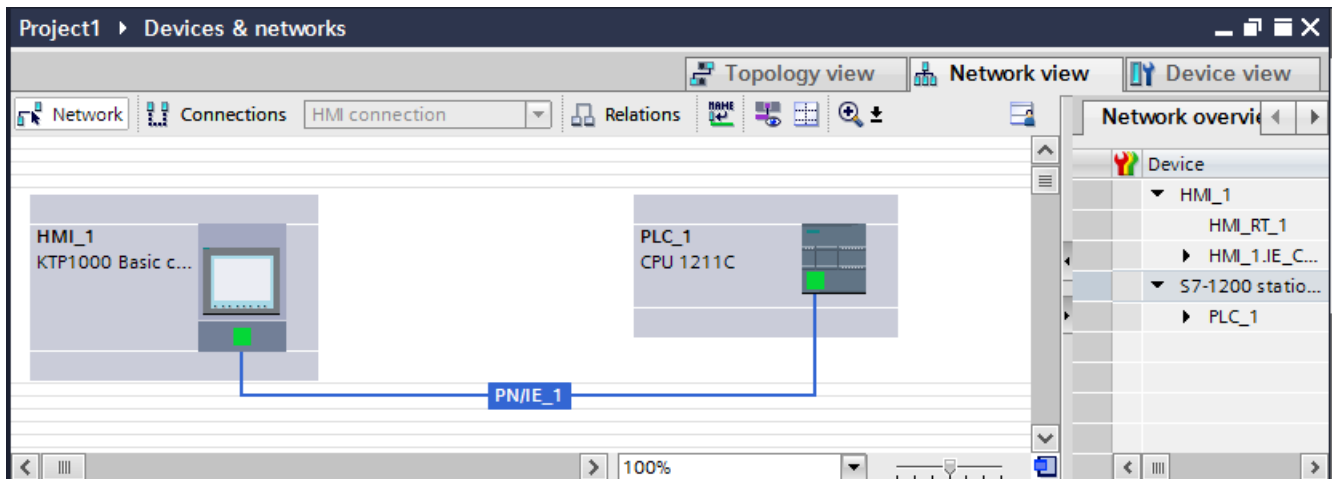 Project1 ▸ Devices & networks
Topology view Network view Device view
Network Connections HMI connection Relations NAME
Network overvie
Device
HMI_1
HMI_RT_1
HMI_1.IE_C...
S7-1200 statio...
PLC_1
HMI_1
KTP1000 Basic c...
PLC_1
CPU 1211C
PN/IE_1
100%